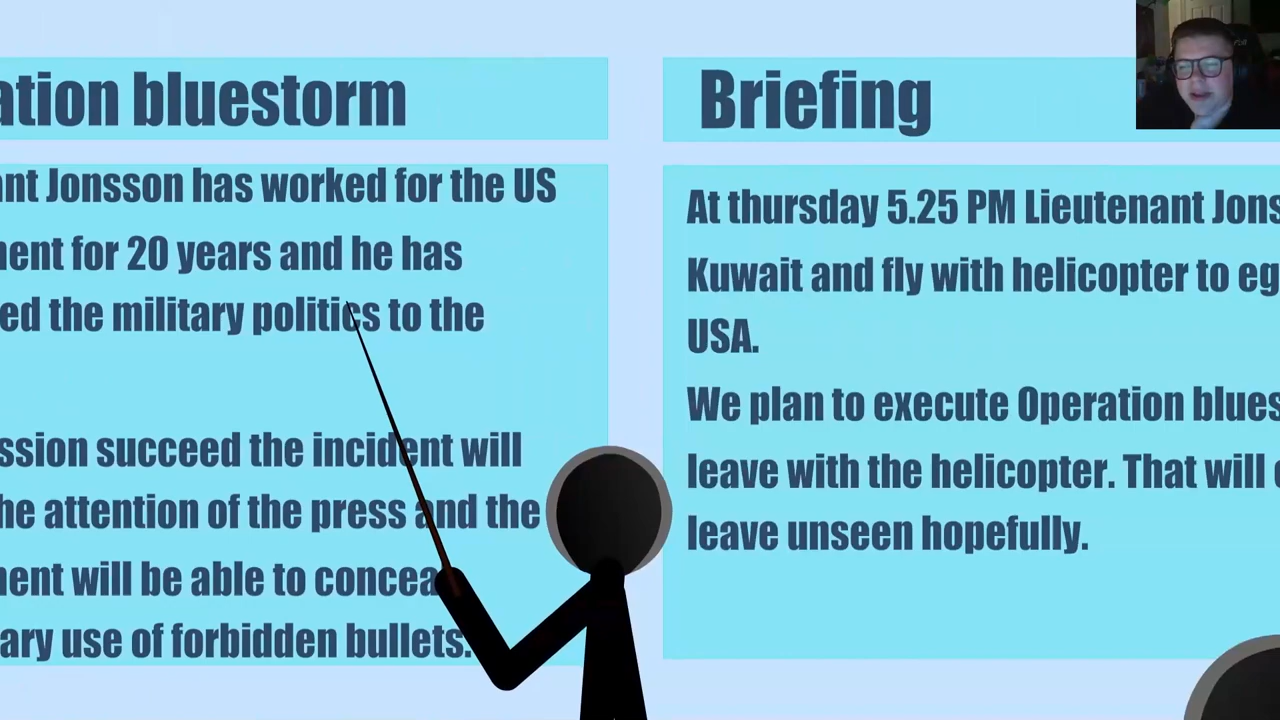 ation bluestorm
ant Jonsson has worked for the US
ment for 20 years and he has
ed the military politics to the
ssion succeed the incident will
he attention of the press and the
ment will be able to concea
ary use of forbidden bullets.
Briefing
At thursday 5.25 PM Lieutenant Jons
Kuwait and fly with helicopter to eg
USA.
We plan to execute Operation blues
leave with the helicopter. That will
leave unseen hopefully.